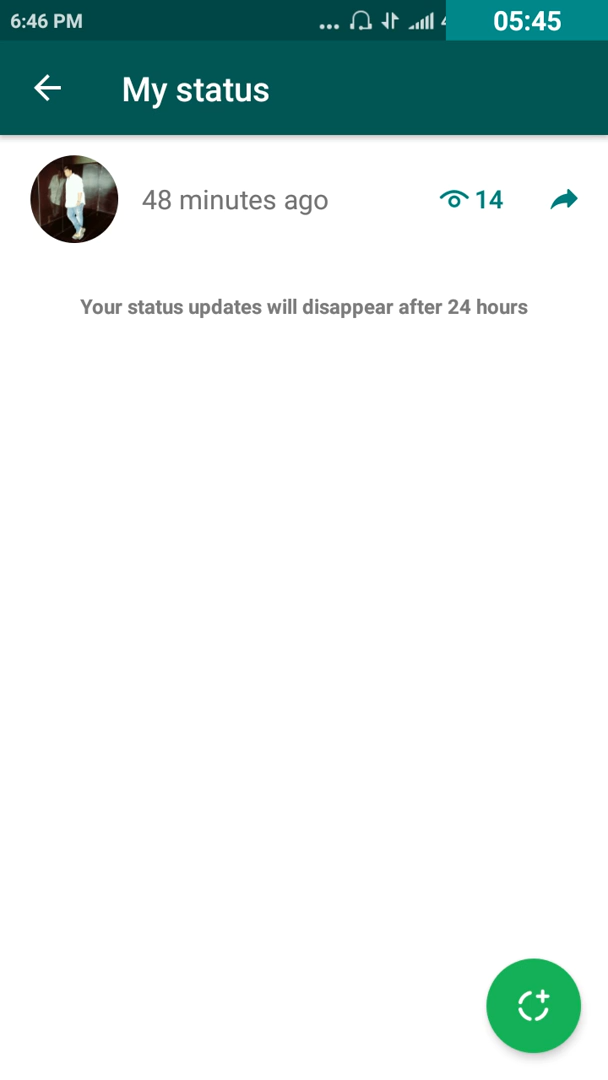 6:46 PM
05:45
My status
48 minutes ago
14
Your status updates will disappear after 24 hours